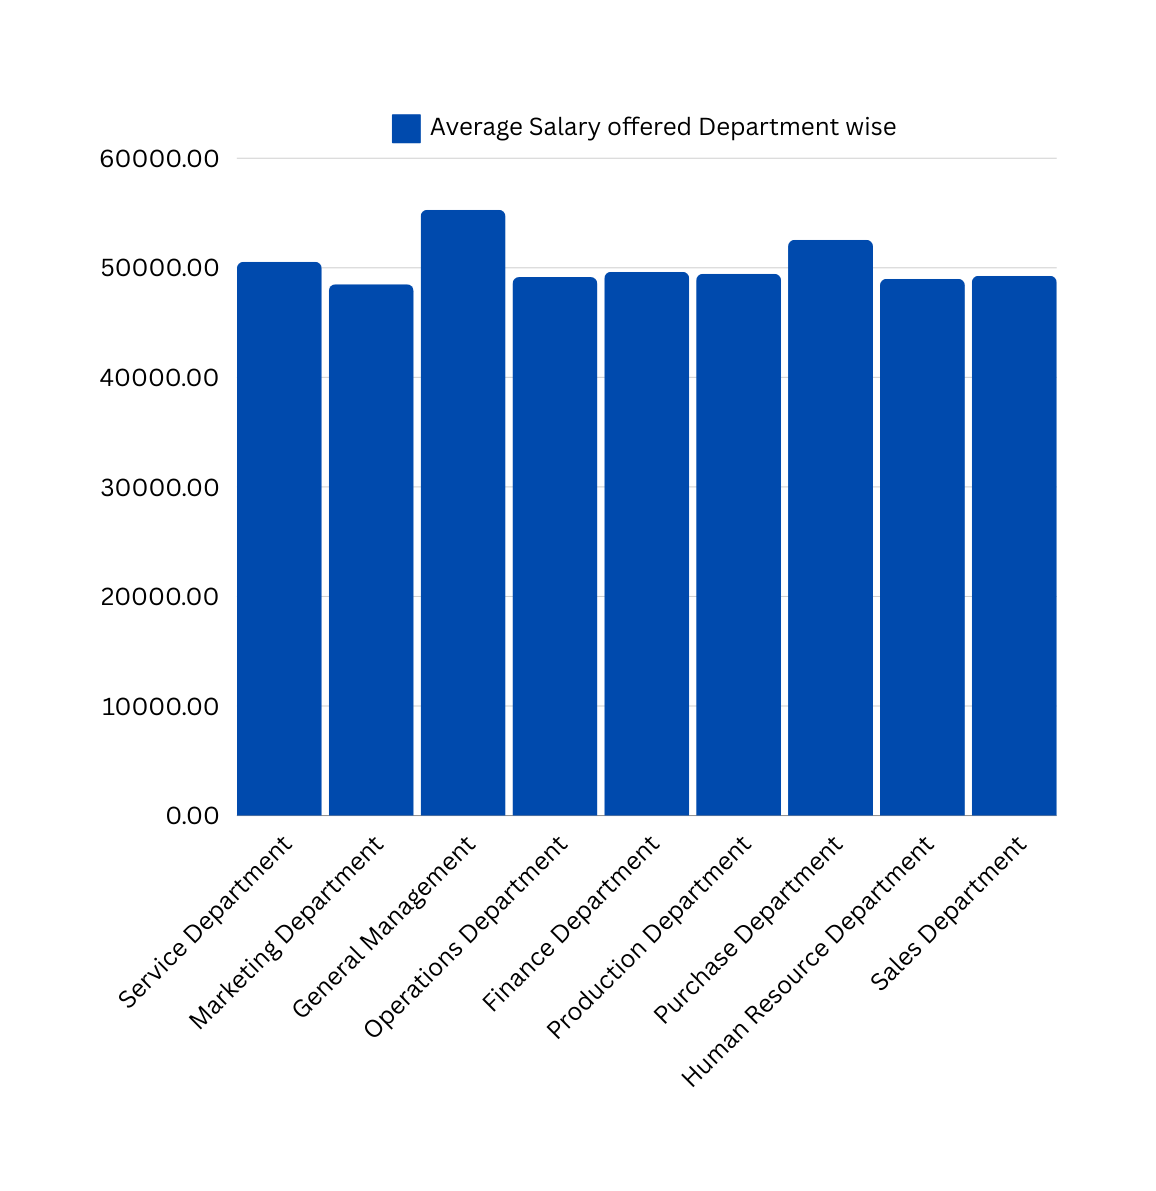 Average Salary offered Department wise
60000.00
50000.00
40000.00
30000.00
20000.00
10000.00
0.00
Service Department
Marketing Department
General Management
Operations Department
Finance Department
Production Department
Purchase Department
Human Resource Department
Sales Department